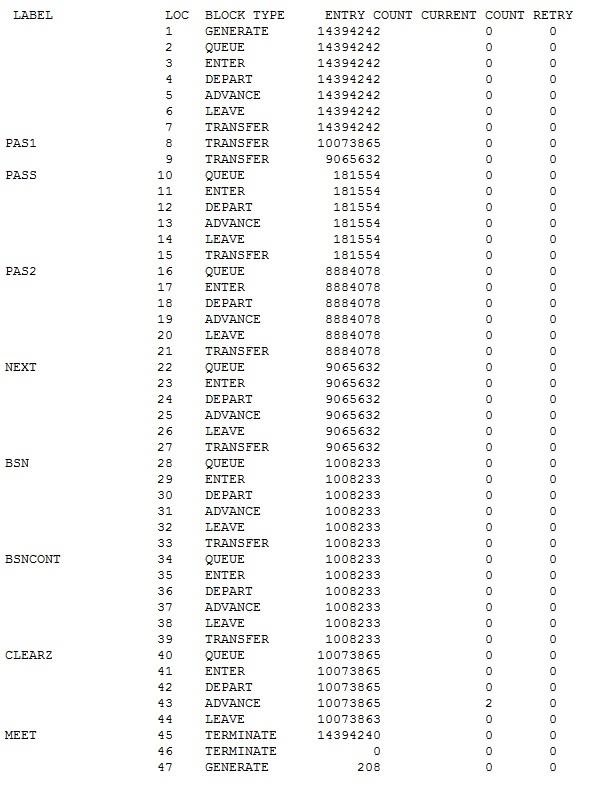 LABEL LOC BLOCK TYPE ENTRY COUNT CURRENT COUNT RETRY
1 GENERATE 14394242 0 0
2 QUEUE 14394242 0 0
3 ENTER 14394242 0 0
4 DEPART 14394242 0 0
5 ADVANCE 14394242 0 0
6 LEAVE 14394242 0 0
7 TRANSFER 14394242 0 0
PAS1 8 TRANSFER 10073865 0 0
9 TRANSFER 9065632 0 0
PASS 10 QUEUE 181554 0 0
11 ENTER 181554 0 0
12 DEPART 181554 0 0
13 ADVANCE 181554 0 0
14 LEAVE 181554 0 0
15 TRANSFER 181554 0 0
PAS2 16 QUEUE 8884078 0 0
17 ENTER 8884078 0 0
18 DEPART 8884078 0 0
19 ADVANCE 8884078 0 0
20 LEAVE 8884078 0 0
21 TRANSFER 8884078 0 0
NEXT 22 QUEUE 9065632 0 0
23 ENTER 9065632 0 0
24 DEPART 9065632 0 0
25 ADVANCE 9065632 0 0
26 LEAVE 9065632 0 0
27 TRANSFER 9065632 0 0
BSN 28 QUEUE 1008233 0 0
29 ENTER 1008233 0 0
30 DEPART 1008233 0 0
31 ADVANCE 1008233 0 0
32 LEAVE 1008233 0 0
33 TRANSFER 1008233 0 0
BSNCONT 34 QUEUE 1008233 0 0
35 ENTER 1008233 0 0
36 DEPART 1008233 0 0
37 ADVANCE 1008233 0 0
38 LEAVE 1008233 0 0
39 TRANSFER 1008233 0 0
CLEARZ 40 QUEUE 10073865 0 0
41 ENTER 10073865 0 0
42 DEPART 10073865 0 0
43 ADVANCE 10073865 2 0
44 LEAVE 10073863 0 0
MEET 45 TERMINATE 14394240 0 0
46 TERMINATE 0 0 0
47 GENERATE 208 0 0